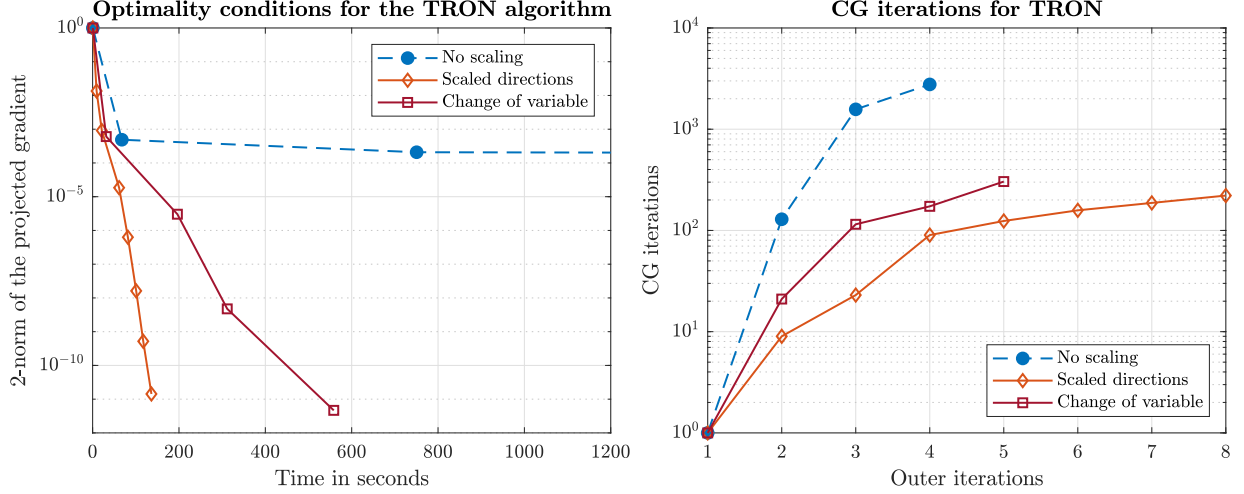 Optimality conditions for the TRON algorithm
10^0
10^-5
10^-10
2-norm of the projected gradient
No scaling
Scaled directions
Change of variable
0 200 400 600 800 1000 1200
Time in seconds
CG iterations for TRON
10^4
10^3
10^2
10^1
10^0
CG iterations
No scaling
Scaled directions
Change of variable
1 2 3 4 5 6 7 8
Outer iterations